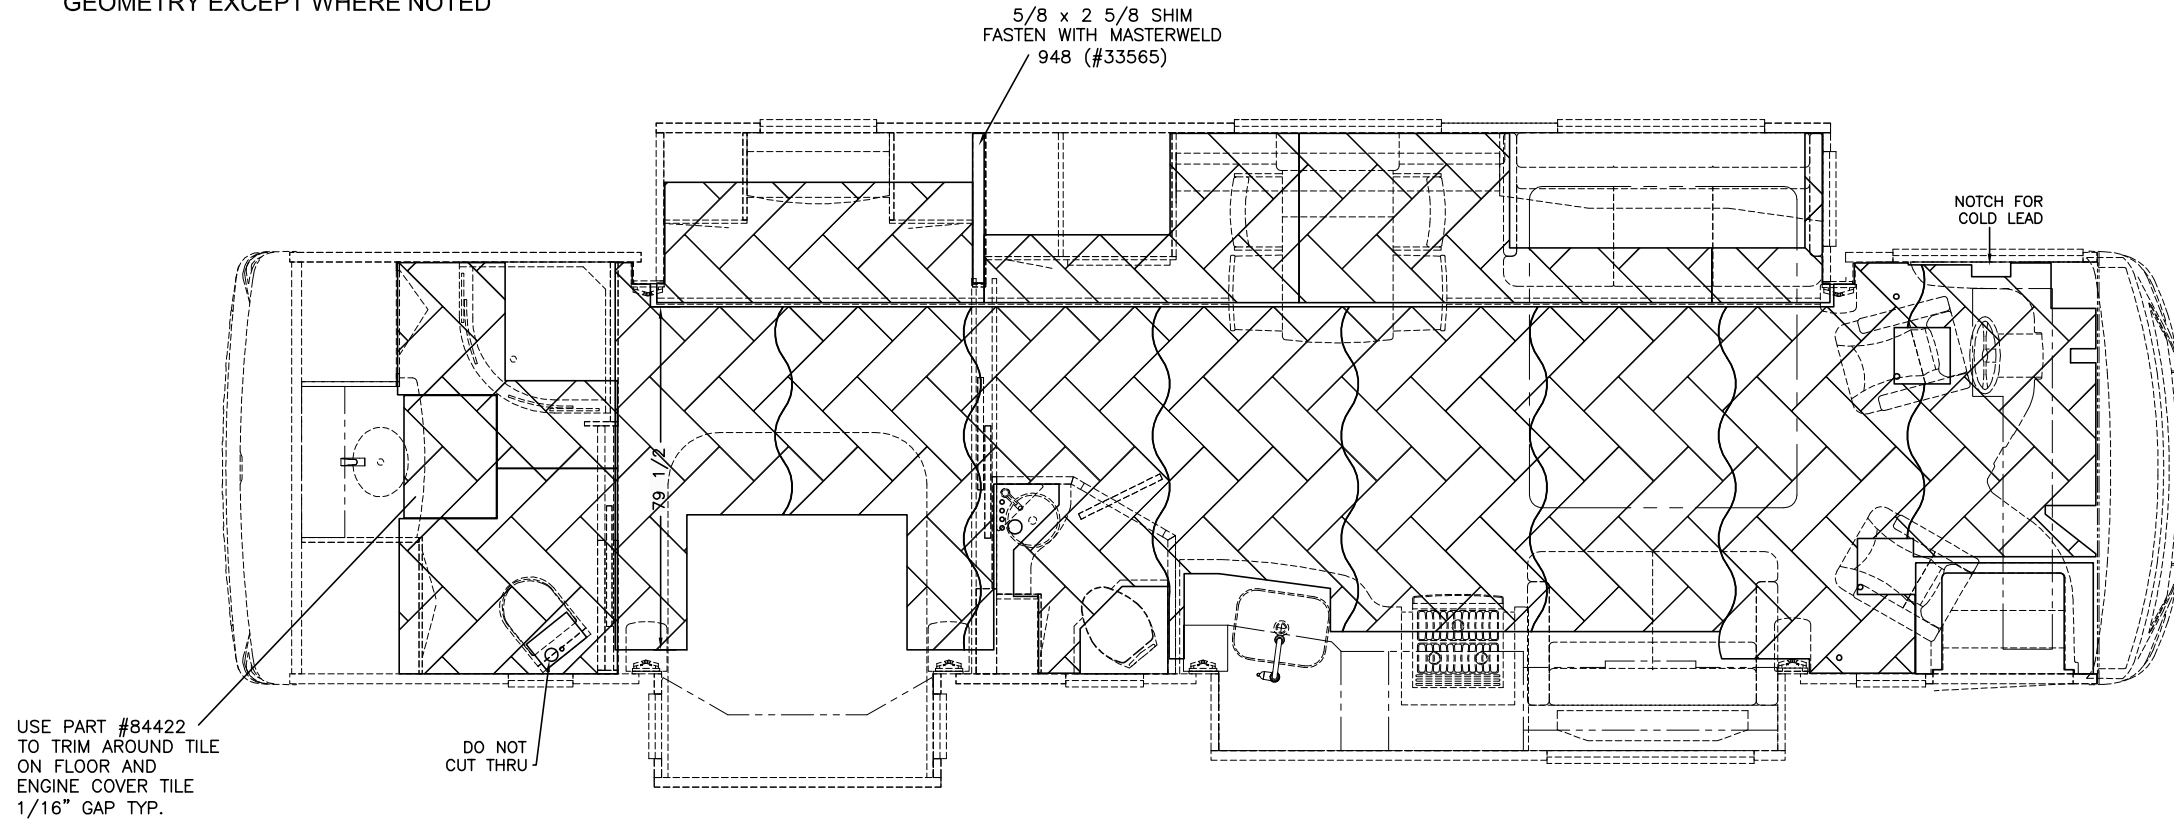 GEOMETRY EXCEPT WHERE NOTED
5/8 x 2 5/8 SHIM
FASTEN WITH MASTERWELD
948 (#33565)
NOTCH FOR
COLD LEAD
79 1/2
USE PART #84422
TO TRIM AROUND TILE
ON FLOOR AND
ENGINE COVER TILE
1/16" GAP TYP.
DO NOT
CUT THRU